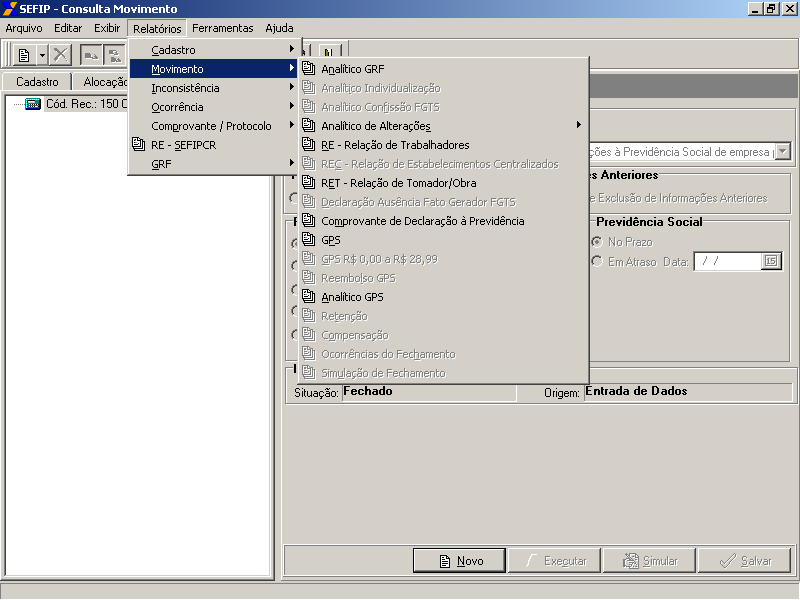 SEFIP - Consulta Movimento
Arquivo Editar Exibir Relatórios Ferramentas Ajuda
Cadastro Alocação
Cód. Rec.: 150 C
Cadastro
Movimento
Inconsistência
Ocorrência
Comprovante / Protocolo
RE - SEFIPCR
GRF
Analítico GRF
Analítico Individualização
Analítico Confissão FGTS
Analítico de Alterações
RE - Relação de Trabalhadores
REC - Relação de Estabelecimentos Centralizados
RET - Relação de Tomador/Obra
Declaração Ausência Fato Gerador FGTS
Comprovante de Declaração à Previdência
GPS
GPS R$ 0,00 a R$ 28,99
Reembolso GPS
Analítico GPS
Retenção
Compensação
Ocorrências do Fechamento
Simulação de Fechamento
ções à Previdência Social de empresa
s Anteriores
e Exclusão de Informações Anteriores
Previdência Social
No Prazo
Em Atraso Data: / / 15
Situação: Fechado Origem: Entrada de Dados
Novo Executar Simular Salvar